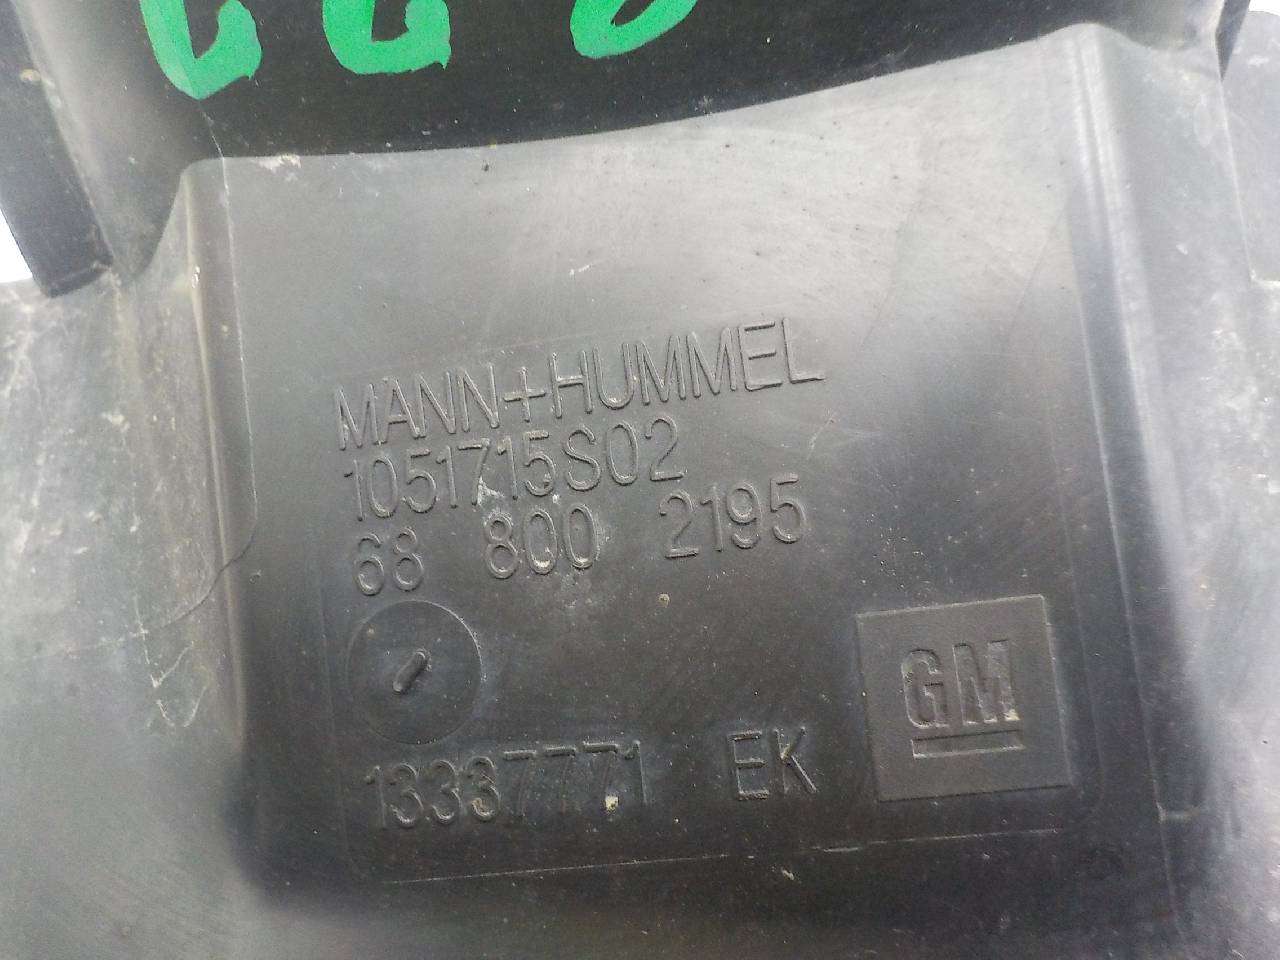 MANN+HUMMEL
1051715S02
68 800 2195
13337771 EK
GM